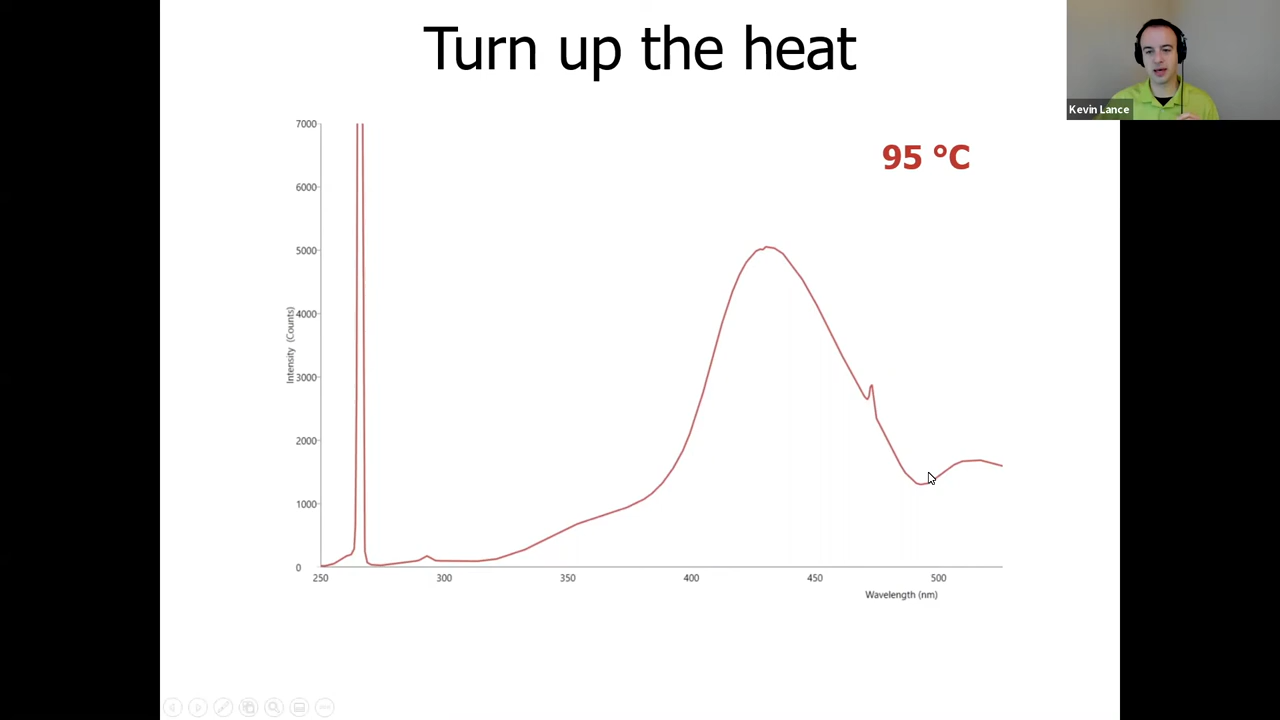 Turn up the heat
Kevin Lance
95 °C
7000
6000
5000
4000
3000
2000
1000
0
Intensity (Counts)
250
300
350
400
450
500
Wavelength (nm)